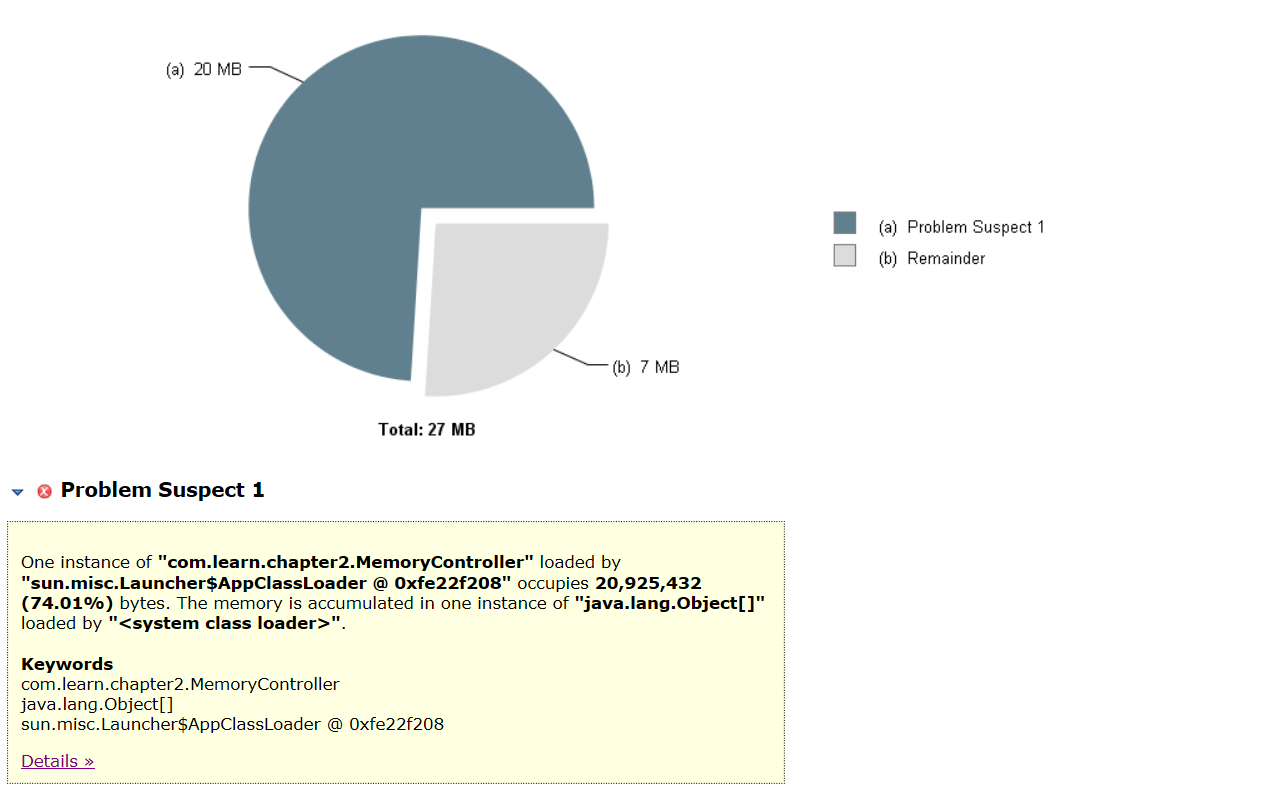 (a) 20 MB
(a) Problem Suspect 1
(b) Remainder
(b) 7 MB
Total: 27 MB
Problem Suspect 1
One instance of "com.learn.chapter2.MemoryController" loaded by
"sun.misc.Launcher$AppClassLoader @ 0xfe22f208" occupies 20,925,432
(74.01%) bytes. The memory is accumulated in one instance of "java.lang.Object[]"
loaded by "<system class loader>".
Keywords
com.learn.chapter2.MemoryController
java.lang.Object[]
sun.misc.Launcher$AppClassLoader @ 0xfe22f208
Details »